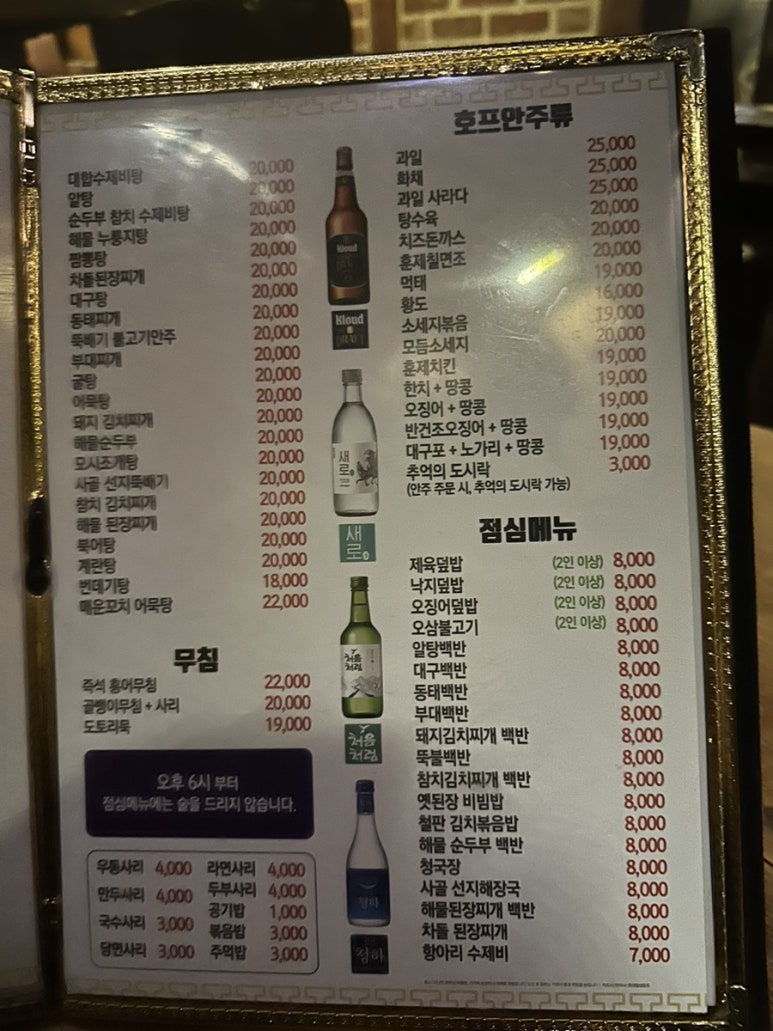 대합수제비탕 20,000
알탕 20,000
순두부 참치 수제비탕 20,000
해물 누룽지탕 20,000
짬뽕탕 20,000
차돌된장찌개 20,000
대구탕 20,000
동태찌개 20,000
뚝배기 불고기안주 20,000
부대찌개 20,000
굴탕 20,000
어묵탕 20,000
돼지 김치찌개 20,000
해물순두부 20,000
모시조개탕 20,000
사골 선지뚝배기 20,000
참치 김치찌개 20,000
해물 된장찌개 20,000
북어탕 20,000
계란탕 20,000
번데기탕 18,000
매운꼬치 어묵탕 22,000
무침
즉석 홍어무침 22,000
골뱅이무침 + 사리 20,000
도토리묵 19,000
오후 6시 부터
점심메뉴에는 술을 드리지 않습니다.
우동사리 4,000 라면사리 4,000
만두사리 4,000 두부사리 4,000
국수사리 3,000 공기밥 1,000
당면사리 3,000 볶음밥 3,000
주먹밥 3,000
Kloud
Kloud
DRAFT
새로
새로
처음처럼
처음
처럼
청하
청하
호프안주류
과일 25,000
화채 25,000
과일 사라다 25,000
탕수육 20,000
치즈돈까스 20,000
훈제칠면조 20,000
먹태 19,000
황도 16,000
소세지볶음 19,000
모듬소세지 20,000
훈제치킨 19,000
한치 + 땅콩 19,000
오징어 + 땅콩 19,000
반건조오징어 + 땅콩 19,000
대구포 + 노가리 + 땅콩 19,000
추억의 도시락 3,000
(안주 주문 시, 추억의 도시락 가능)
점심메뉴
제육덮밥 (2인 이상) 8,000
낙지덮밥 (2인 이상) 8,000
오징어덮밥 (2인 이상) 8,000
오삼불고기 (2인 이상) 8,000
알탕백반 8,000
대구백반 8,000
동태백반 8,000
부대백반 8,000
돼지김치찌개 백반 8,000
뚝불백반 8,000
참치김치찌개 백반 8,000
옛된장 비빔밥 8,000
철판 김치볶음밥 8,000
해물 순두부 백반 8,000
청국장 8,000
사골 선지해장국 8,000
해물된장찌개 백반 8,000
차돌 된장찌개 8,000
항아리 수제비 7,000